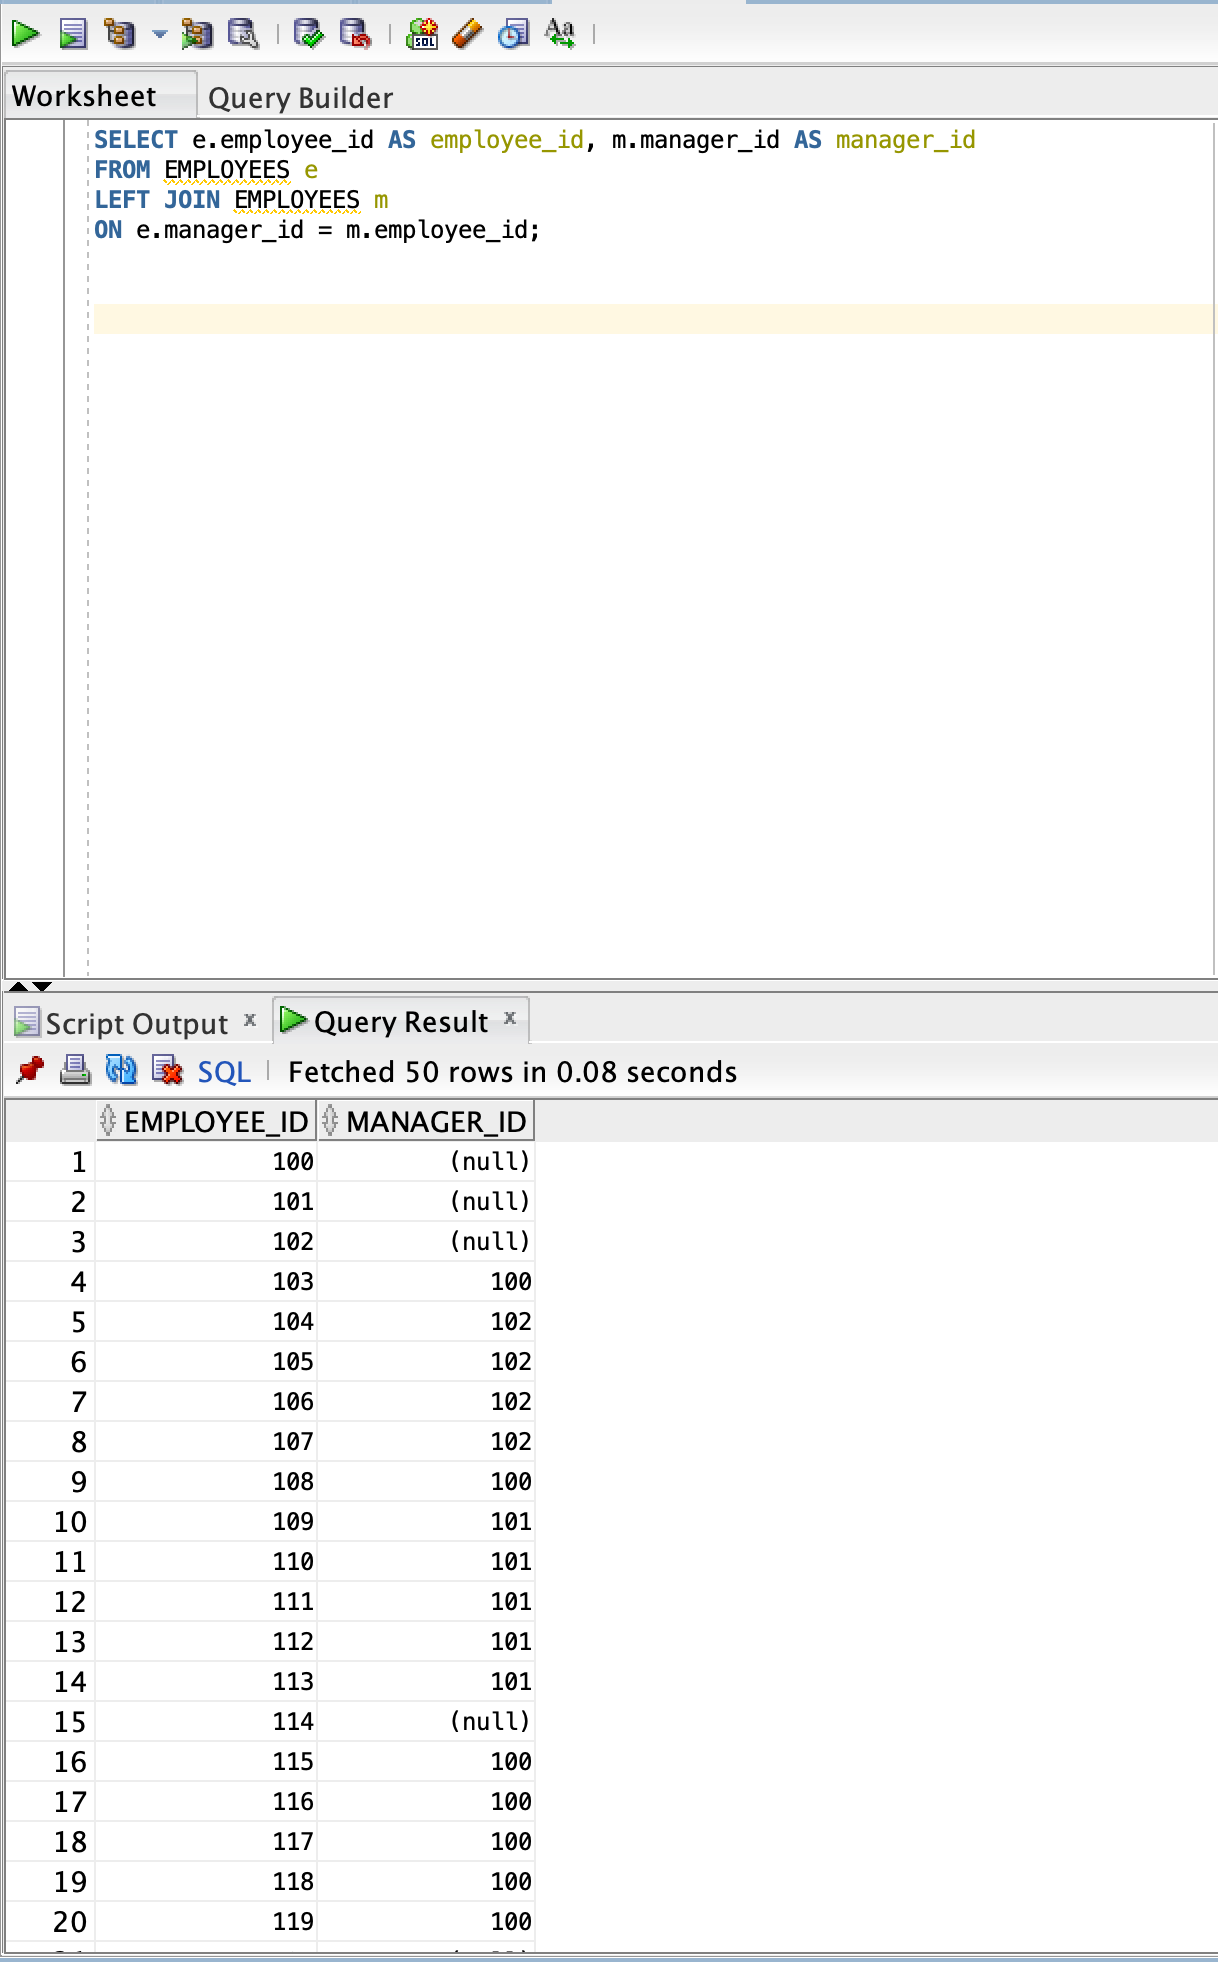 SQL
Aa
Worksheet Query Builder
SELECT e.employee_id AS employee_id, m.manager_id AS manager_id
FROM EMPLOYEES e
LEFT JOIN EMPLOYEES m
ON e.manager_id = m.employee_id;
Script Output x Query Result x
SQL Fetched 50 rows in 0.08 seconds
EMPLOYEE_ID MANAGER_ID
1 100 (null)
2 101 (null)
3 102 (null)
4 103 100
5 104 102
6 105 102
7 106 102
8 107 102
9 108 100
10 109 101
11 110 101
12 111 101
13 112 101
14 113 101
15 114 (null)
16 115 100
17 116 100
18 117 100
19 118 100
20 119 100